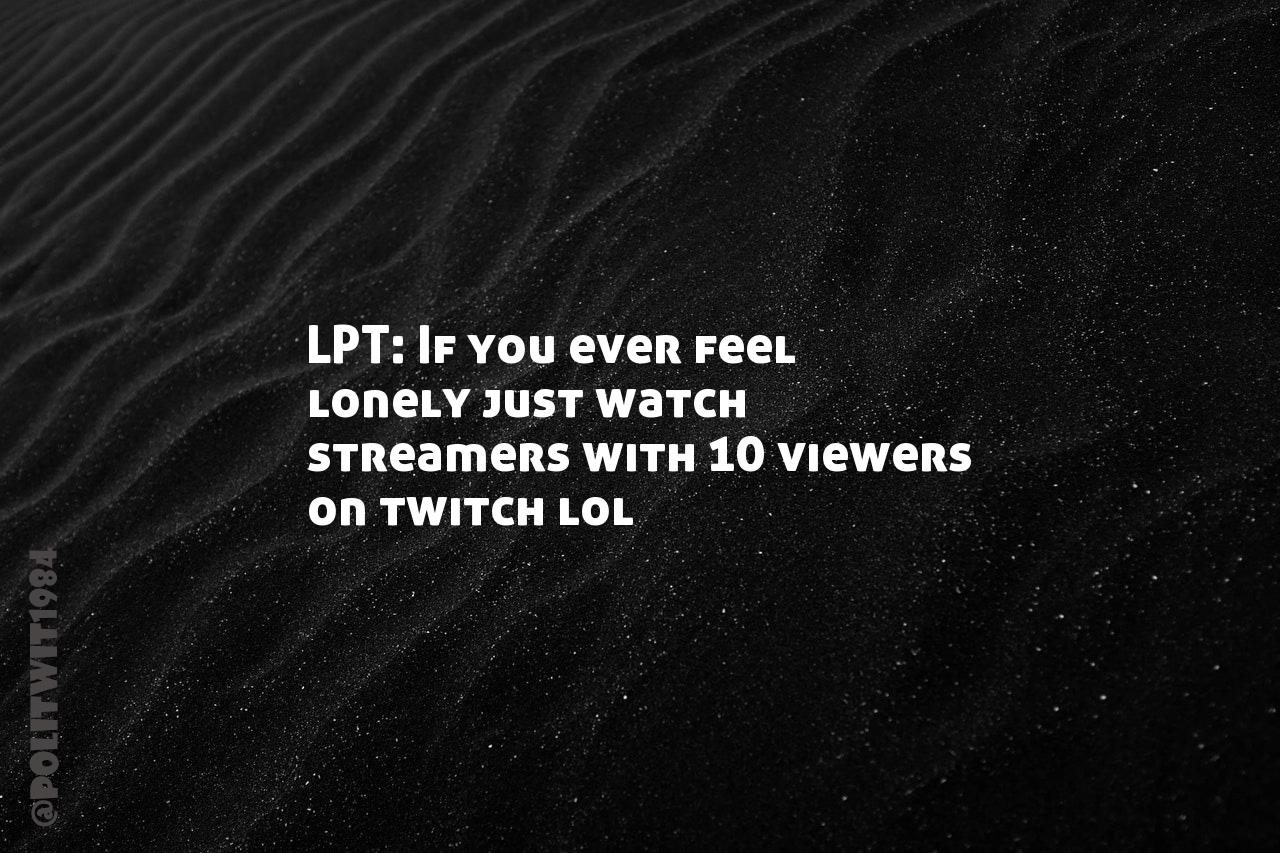 LPT: If you ever feel
lonely just watch
streamers with 10 viewers
on twitch lol
@POLITWIT1984